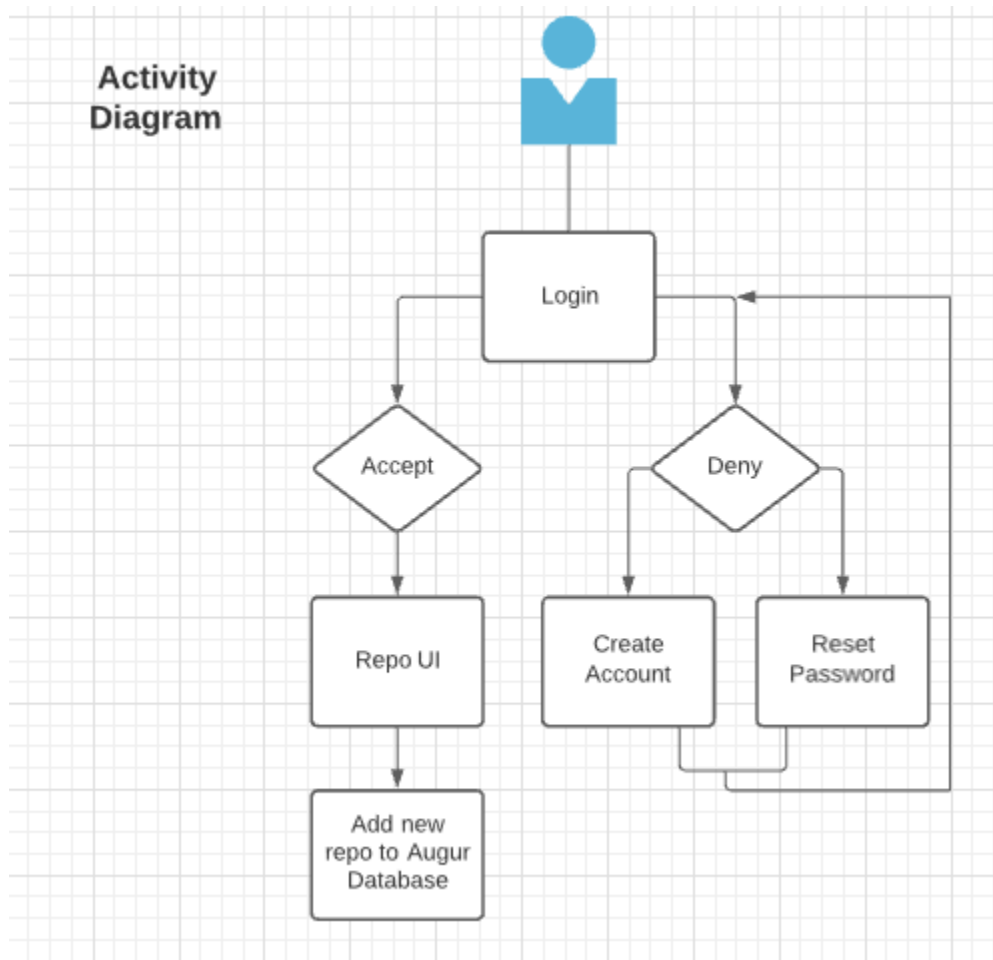 Activity
Diagram
Login
Accept
Deny
Repo UI
Create
Account
Reset
Password
Add new
repo to Augur
Database